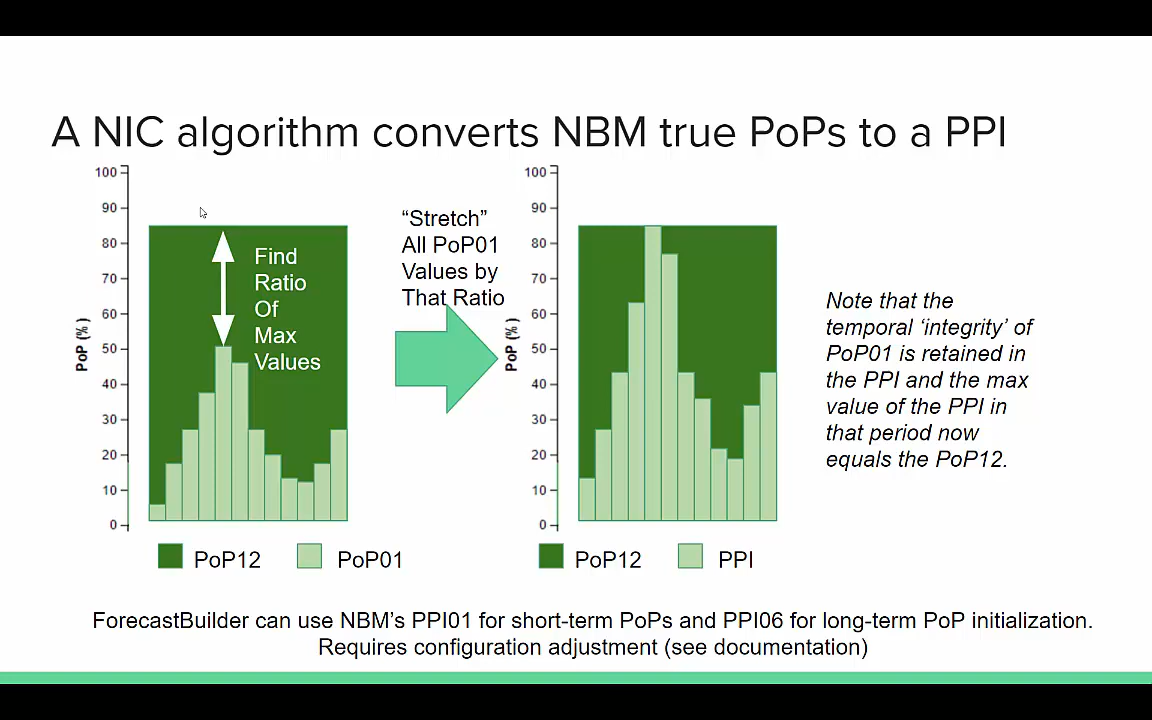 A NIC algorithm converts NBM true PoPs to a PPI
100
90
80
70
60
50
40
30
20
10
0
PoP (%)
Find
Ratio
Of
Max
Values
PoP12
PoP01
“Stretch”
All PoP01
Values by
That Ratio
100
90
80
70
60
50
40
30
20
10
0
PoP (%)
PoP12
PPI
Note that the
temporal ‘integrity’ of
PoP01 is retained in
the PPI and the max
value of the PPI in
that period now
equals the PoP12.
ForecastBuilder can use NBM’s PPI01 for short-term PoPs and PPI06 for long-term PoP initialization.
Requires configuration adjustment (see documentation)